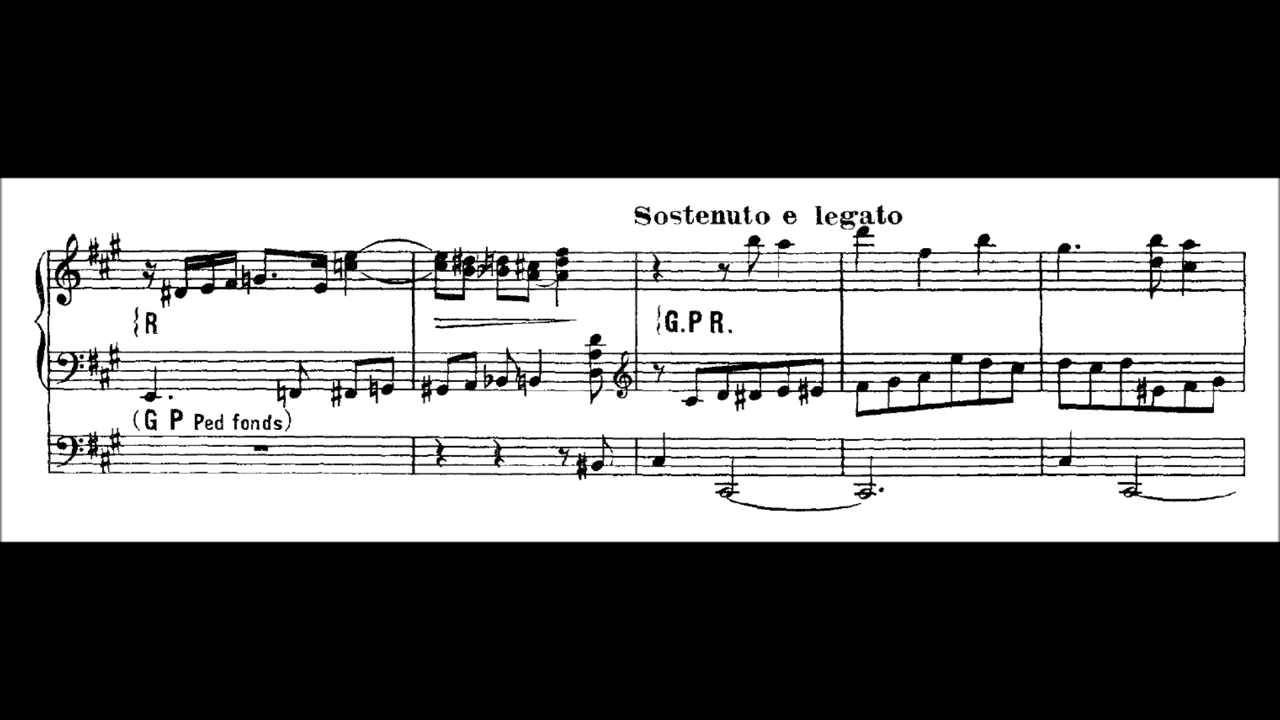 Sostenuto e legato
R
G.P R.
(G P Ped fonds)